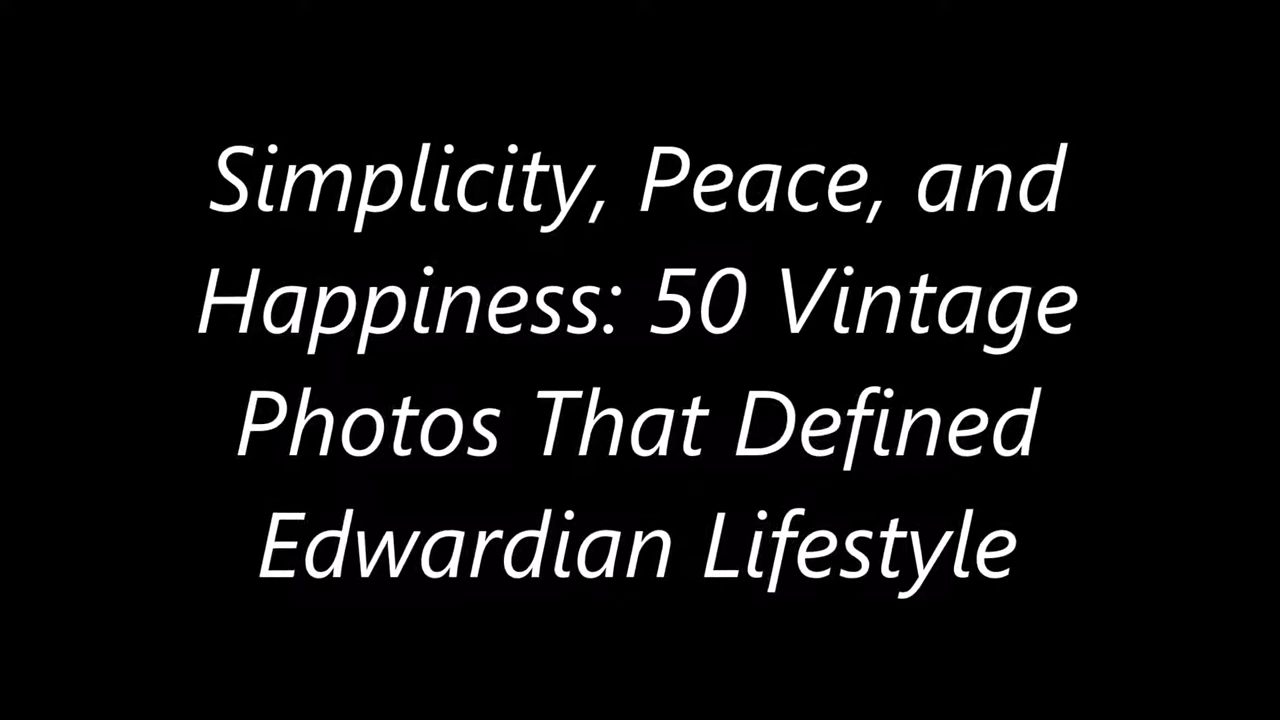 Simplicity, Peace, and
Happiness: 50 Vintage
Photos That Defined
Edwardian Lifestyle